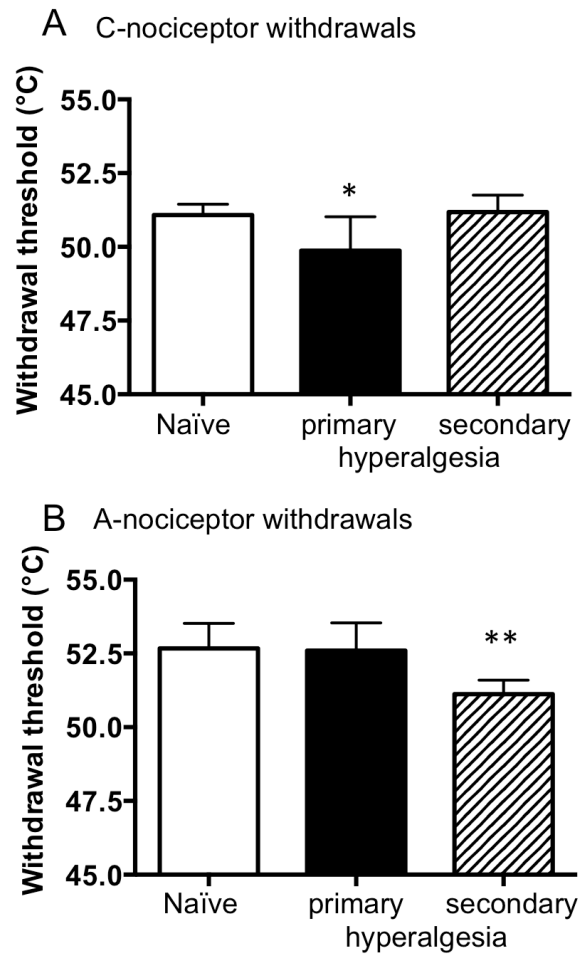 A C-nociceptor withdrawals
Withdrawal threshold (°C)
55.0
52.5
50.0
47.5
45.0
*
Naïve primary secondary
hyperalgesia
B A-nociceptor withdrawals
Withdrawal threshold (°C)
55.0
52.5
50.0
47.5
45.0
**
Naïve primary secondary
hyperalgesia